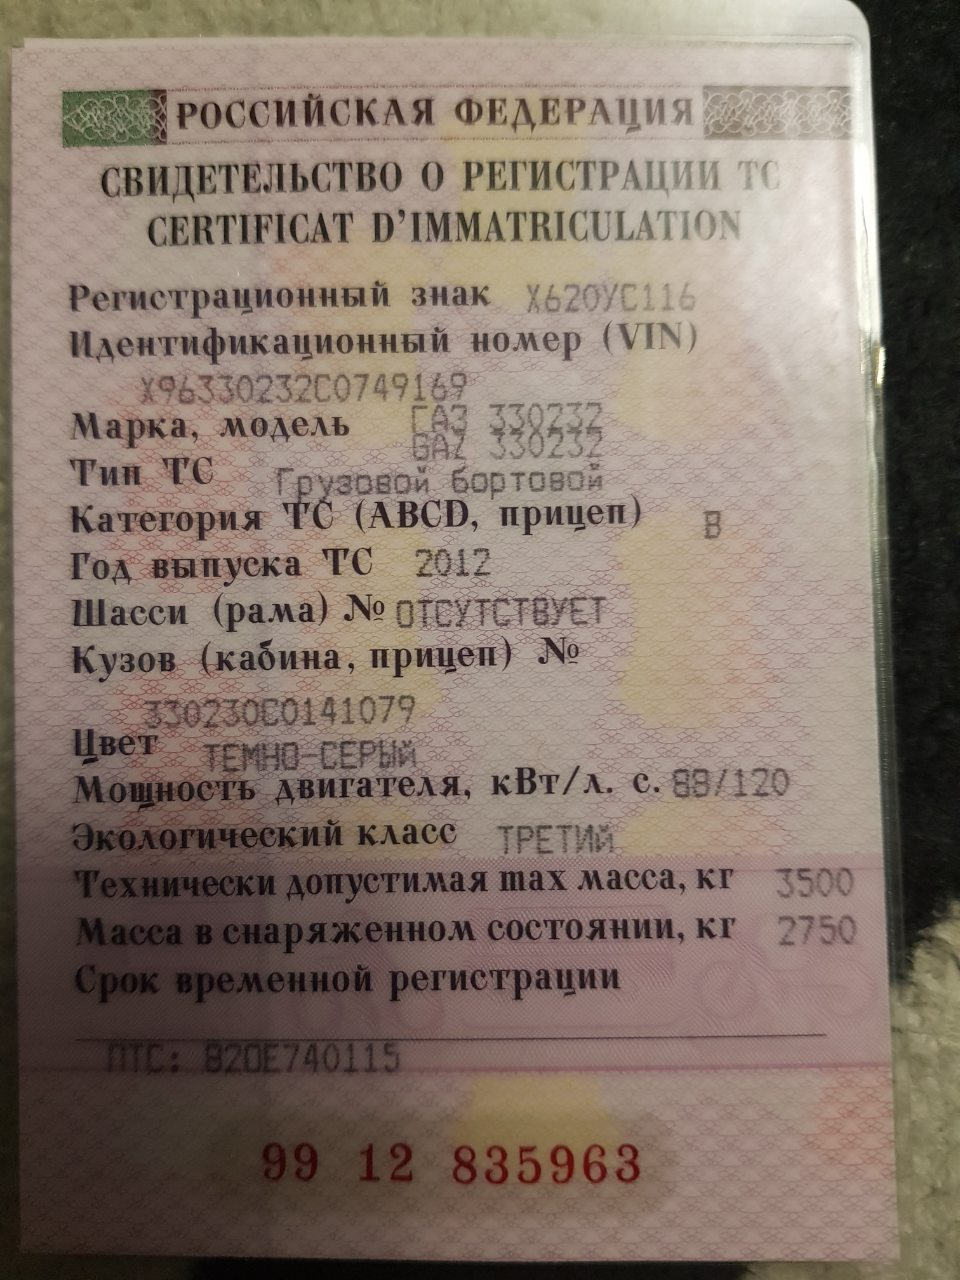 РОССИЙСКАЯ ФЕДЕРАЦИЯ
СВИДЕТЕЛЬСТВО О РЕГИСТРАЦИИ ТС
CERTIFICAT D'IMMATRICULATION
Регистрационный знак Х620УС116
Идентификационный номер (VIN)
X96330232C0749169
Марка, модель ГАЗ 330232
GAZ 330232
Тип ТС Грузовой бортовой
Категория ТС (ABCD, прицеп) B
Год выпуска ТС 2012
Шасси (рама) № ОТСУТСТВУЕТ
Кузов (кабина, прицеп) №
330230C0141079
Цвет ТЕМНО-СЕРЫЙ
Мощность двигателя, кВт/л. с. 88/120
Экологический класс ТРЕТИЙ
Технически допустимая max масса, кг 3500
Масса в снаряженном состоянии, кг 2750
Срок временной регистрации
ПТС: 82ОЕ740115
99 12 835963